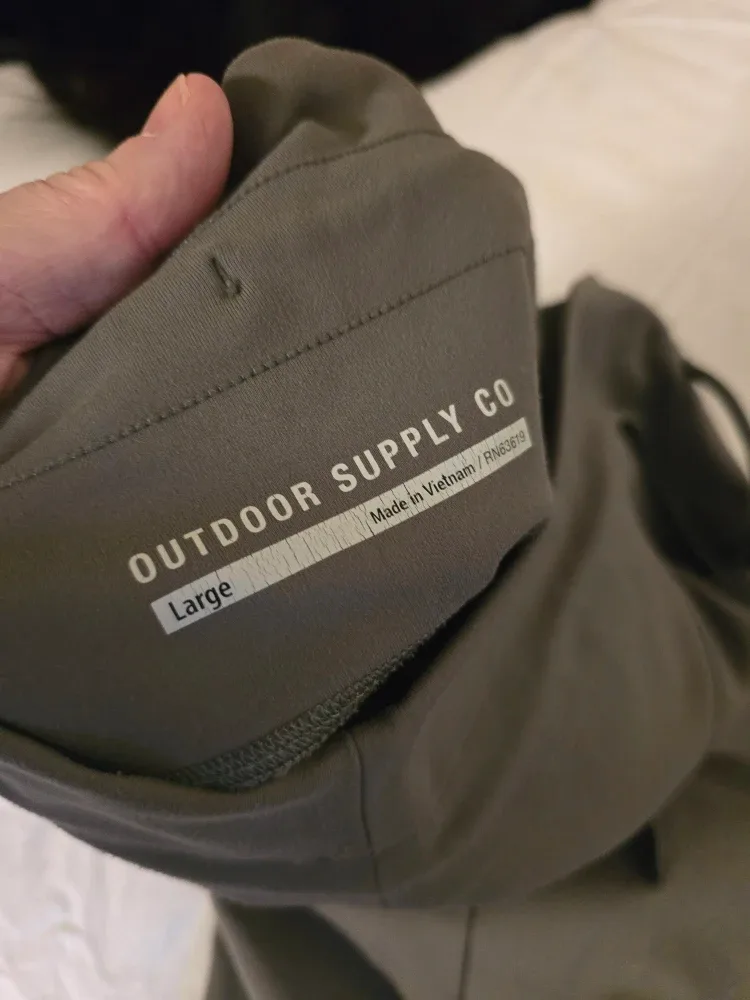 OUTDOOR SUPPLY CO
Large Made in Vietnam / RN63619